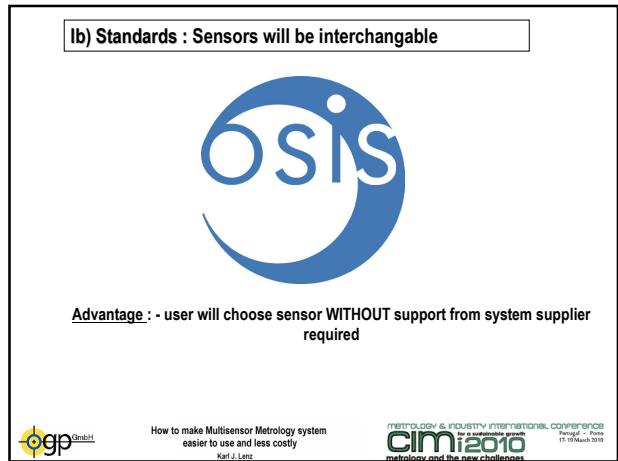 Ib) Standards : Sensors will be interchangable
osis
Advantage : - user will choose sensor WITHOUT support from system supplier
required
ogp GmbH
How to make Multisensor Metrology system
easier to use and less costly
Karl J. Lenz
METROLOGY & INDUSTRY INTERNATIONAL CONFERENCE
for a sustainable growth
CIMi2010
Portugal - Porto
17- 19 March 2010
metrology and the new challenges